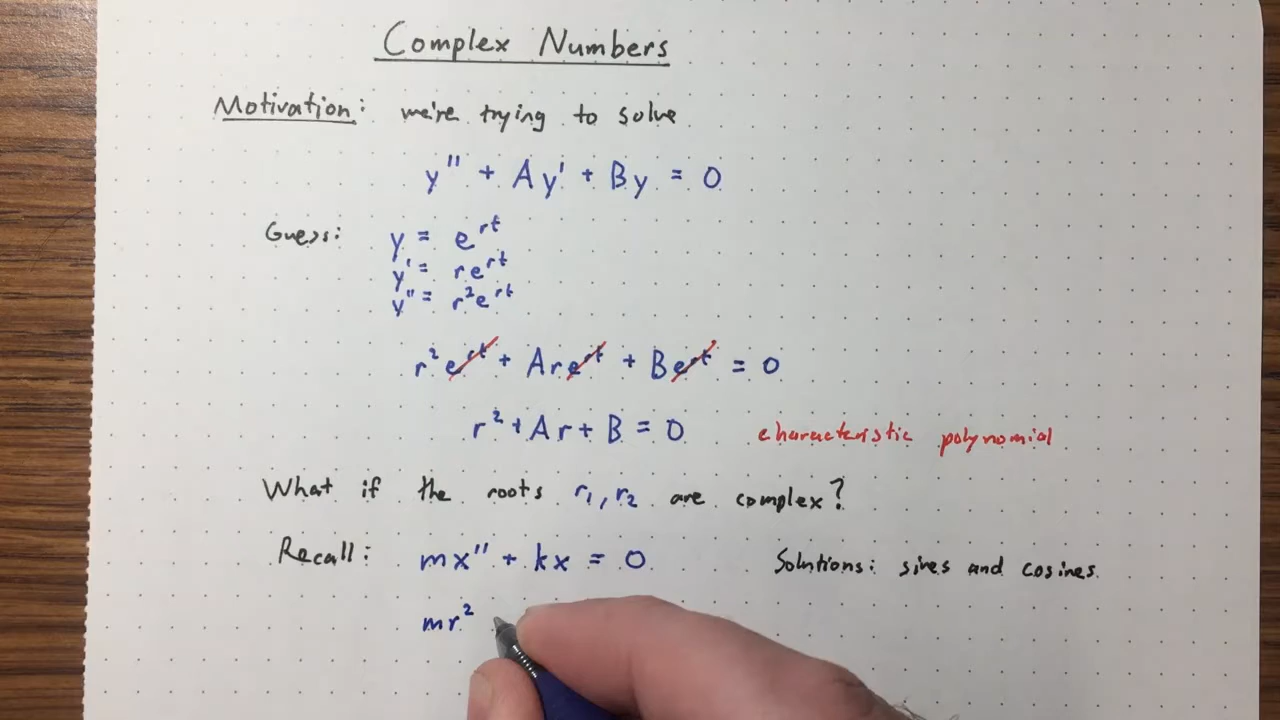 Complex Numbers
Motivation: we're trying to solve
y'' + Ay' + By = 0
Guess: y = e^{rt}
y' = re^{rt}
y'' = r²e^{rt}
r²e^{rt} + Are^{rt} + Be^{rt} = 0
r² + Ar + B = 0 characteristic polynomial
What if the roots r₁, r₂ are complex?
Recall: mx'' + kx = 0 Solutions: sines and cosines
mr²